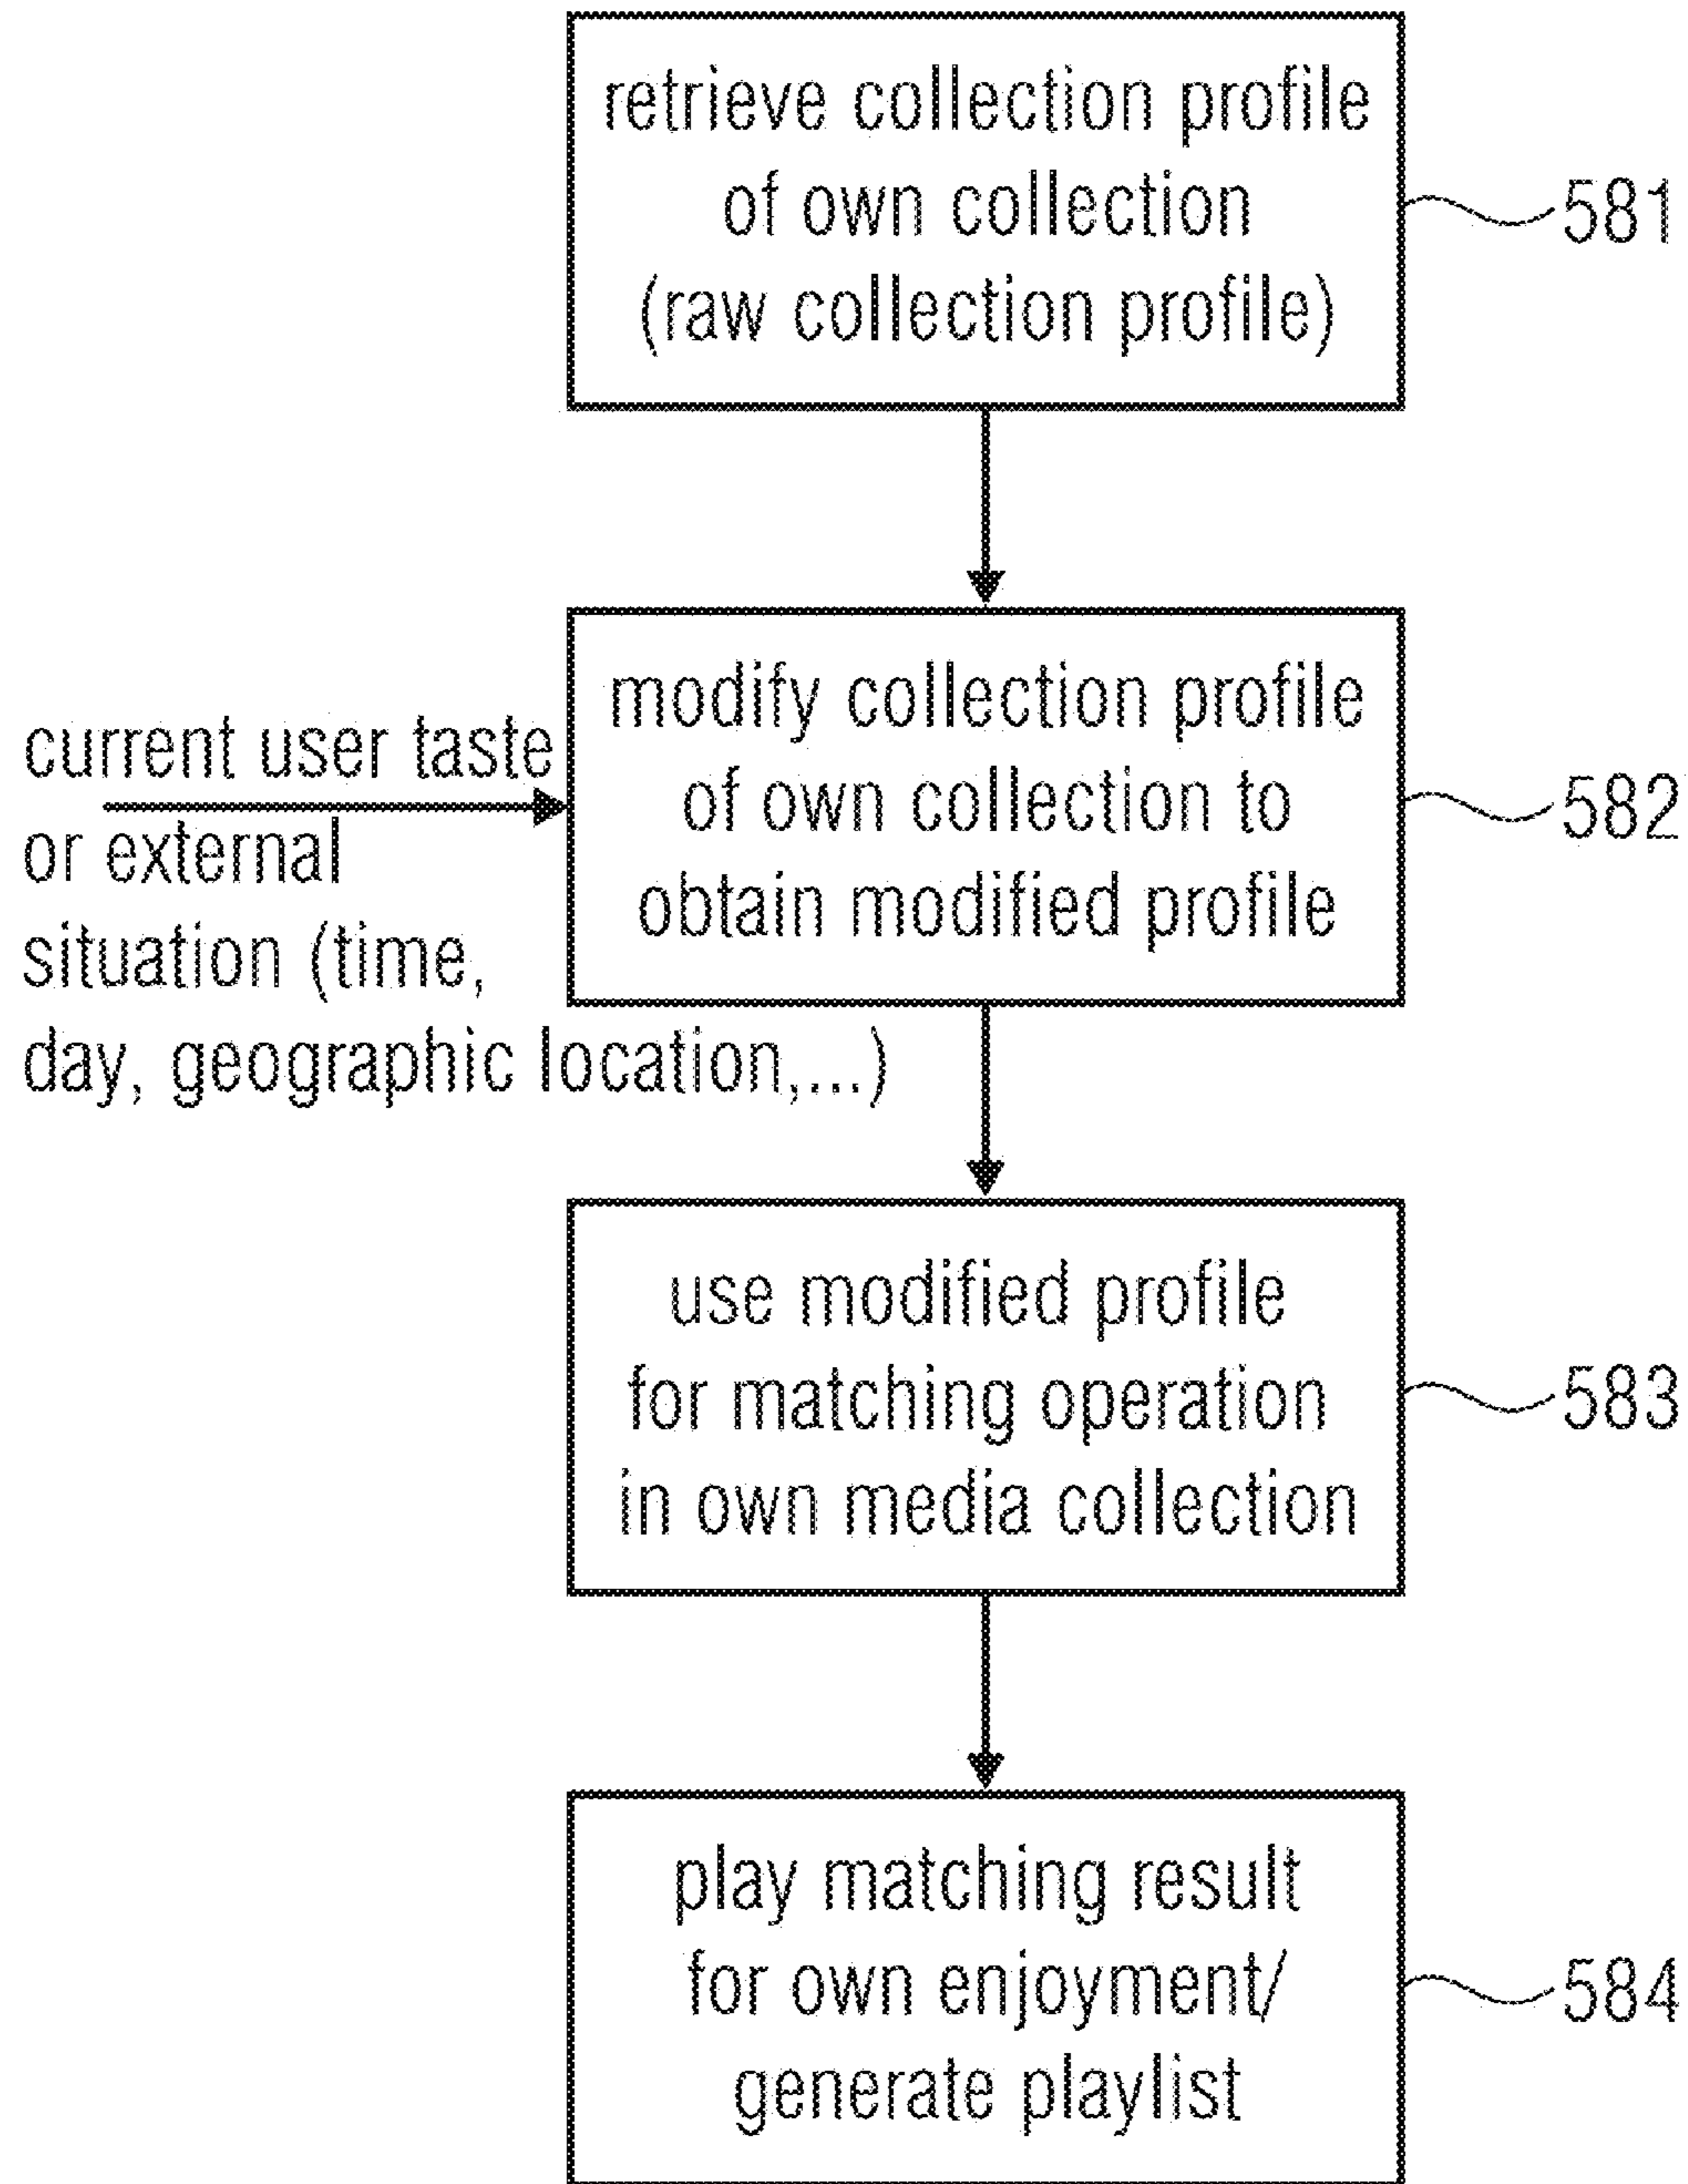 retrieve collection profile
of own collection
(raw collection profile)
581
modify collection profile
of own collection to
obtain modified profile
582
current user taste
or external
situation (time,
day, geographic location,...)
use modified profile
for matching operation
in own media collection
583
play matching result
for own enjoyment/
generate playlist
584